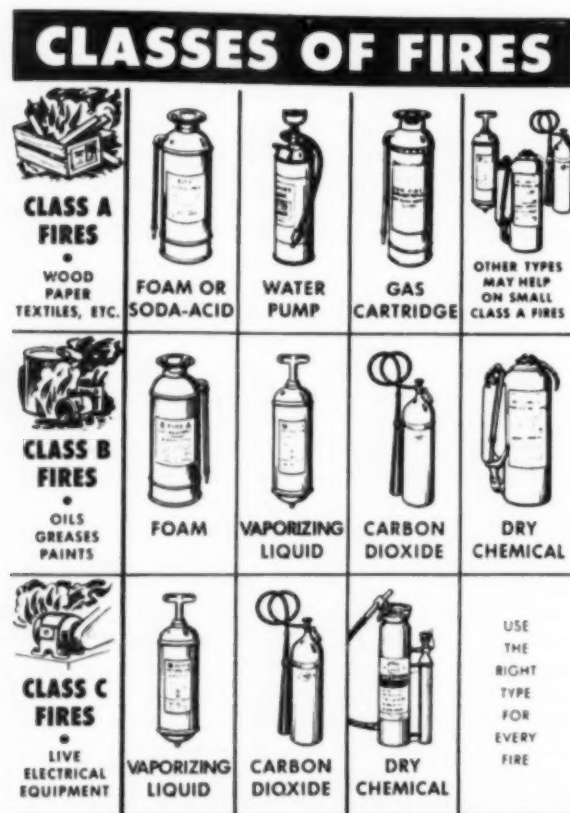 CLASSES OF FIRES
CLASS A
FIRES
•
WOOD
PAPER
TEXTILES, ETC.
FOAM OR
SODA-ACID
WATER
PUMP
GAS
CARTRIDGE
OTHER TYPES
MAY HELP
ON SMALL
CLASS A FIRES
CLASS B
FIRES
•
OILS
GREASES
PAINTS
FOAM
VAPORIZING
LIQUID
CARBON
DIOXIDE
DRY
CHEMICAL
CLASS C
FIRES
•
LIVE
ELECTRICAL
EQUIPMENT
VAPORIZING
LIQUID
CARBON
DIOXIDE
DRY
CHEMICAL
USE
THE
RIGHT
TYPE
FOR
EVERY
FIRE